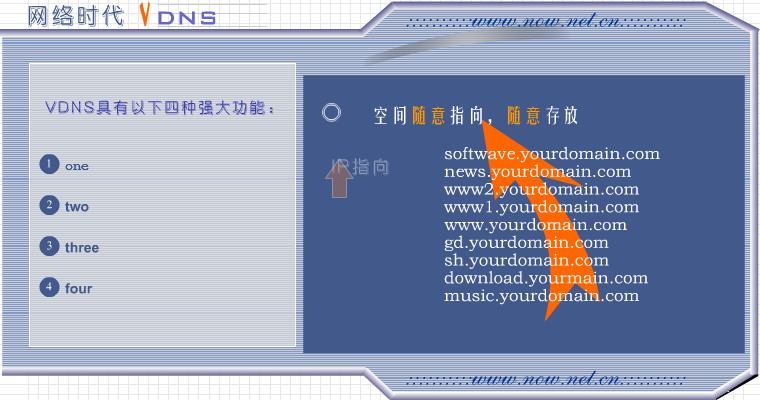 网络时代 VDNS
::::::::::www.now.net.cn::::::::::
VDNS具有以下四种强大功能：
1 one
2 two
3 three
4 four
空间随意指向，随意存放
IP指向
softwave.yourdomain.com
news.yourdomain.com
www2.yourdomain.com
www1.yourdomain.com
www.yourdomain.com
gd.yourdomain.com
sh.yourdomain.com
download.yourmain.com
music.yourdomain.com
::::::::::www.now.net.cn::::::::::